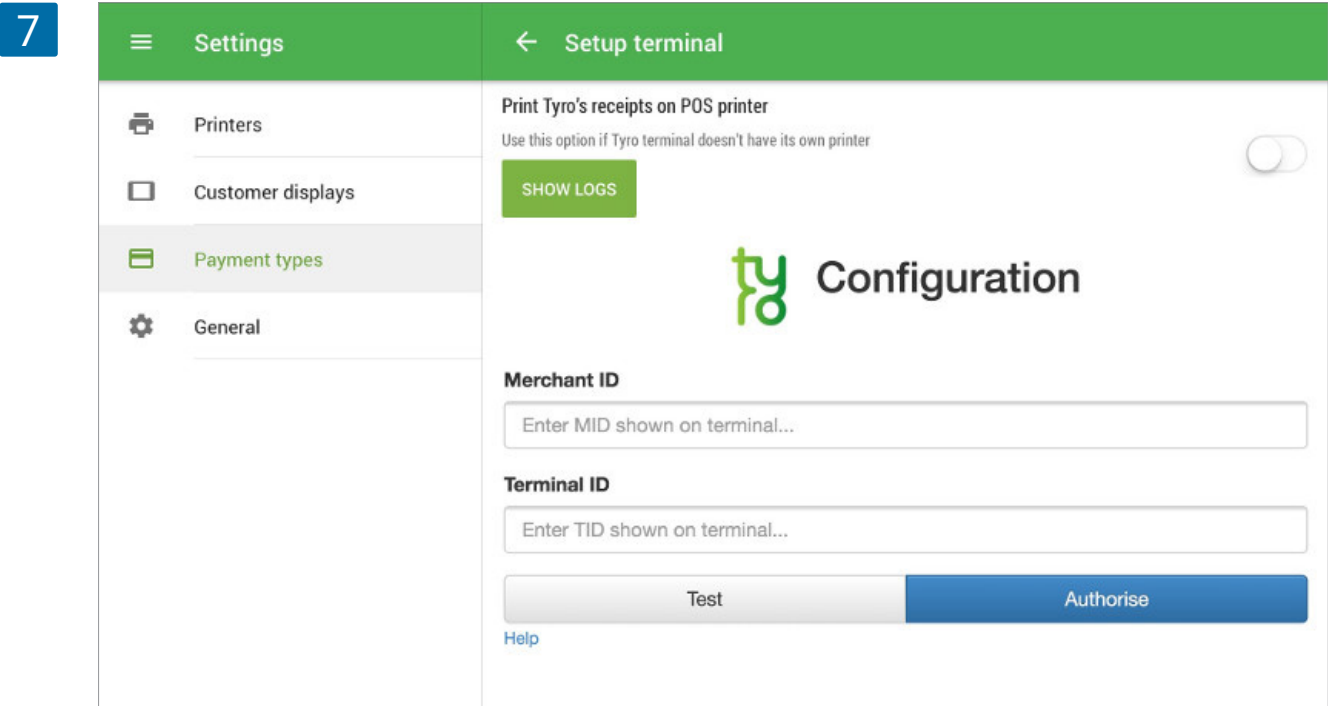 7
Settings
Setup terminal
Printers
Customer displays
Payment types
General
Print Tyro's receipts on POS printer
Use this option if Tyro terminal doesn't have its own printer
SHOW LOGS
tyro Configuration
Merchant ID
Enter MID shown on terminal...
Terminal ID
Enter TID shown on terminal...
Test
Authorise
Help